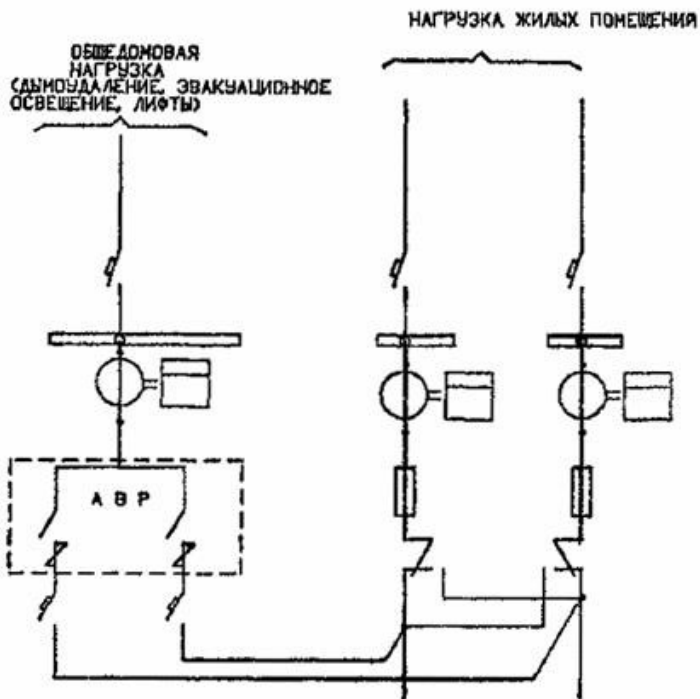 НАГРУЗКА ЖИЛЫХ ПОМЕЩЕНИЯ
ОБЩЕДОМОВАЯ
НАГРУЗКА
(ДЫМОУДАЛЕНИЕ, ЭВАКУАЦИОННОЕ
ОСВЕЩЕНИЕ, ЛИФТЫ)
А В Р